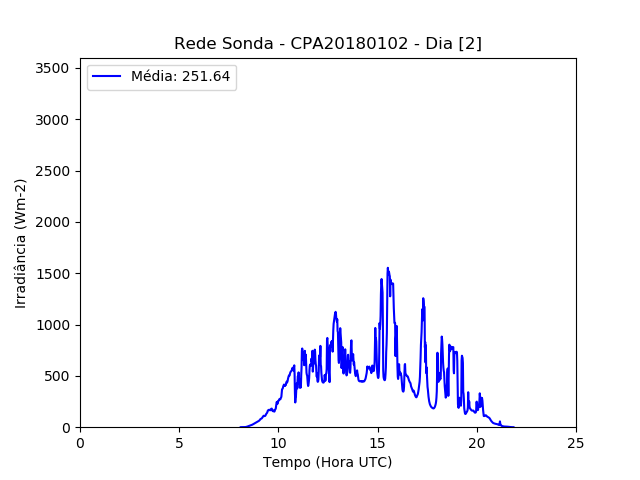 Rede Sonda - CPA20180102 - Dia [2]
Média: 251.64
Irradiância (Wm-2)
3500
3000
2500
2000
1500
1000
500
0
0 5 10 15 20 25
Tempo (Hora UTC)